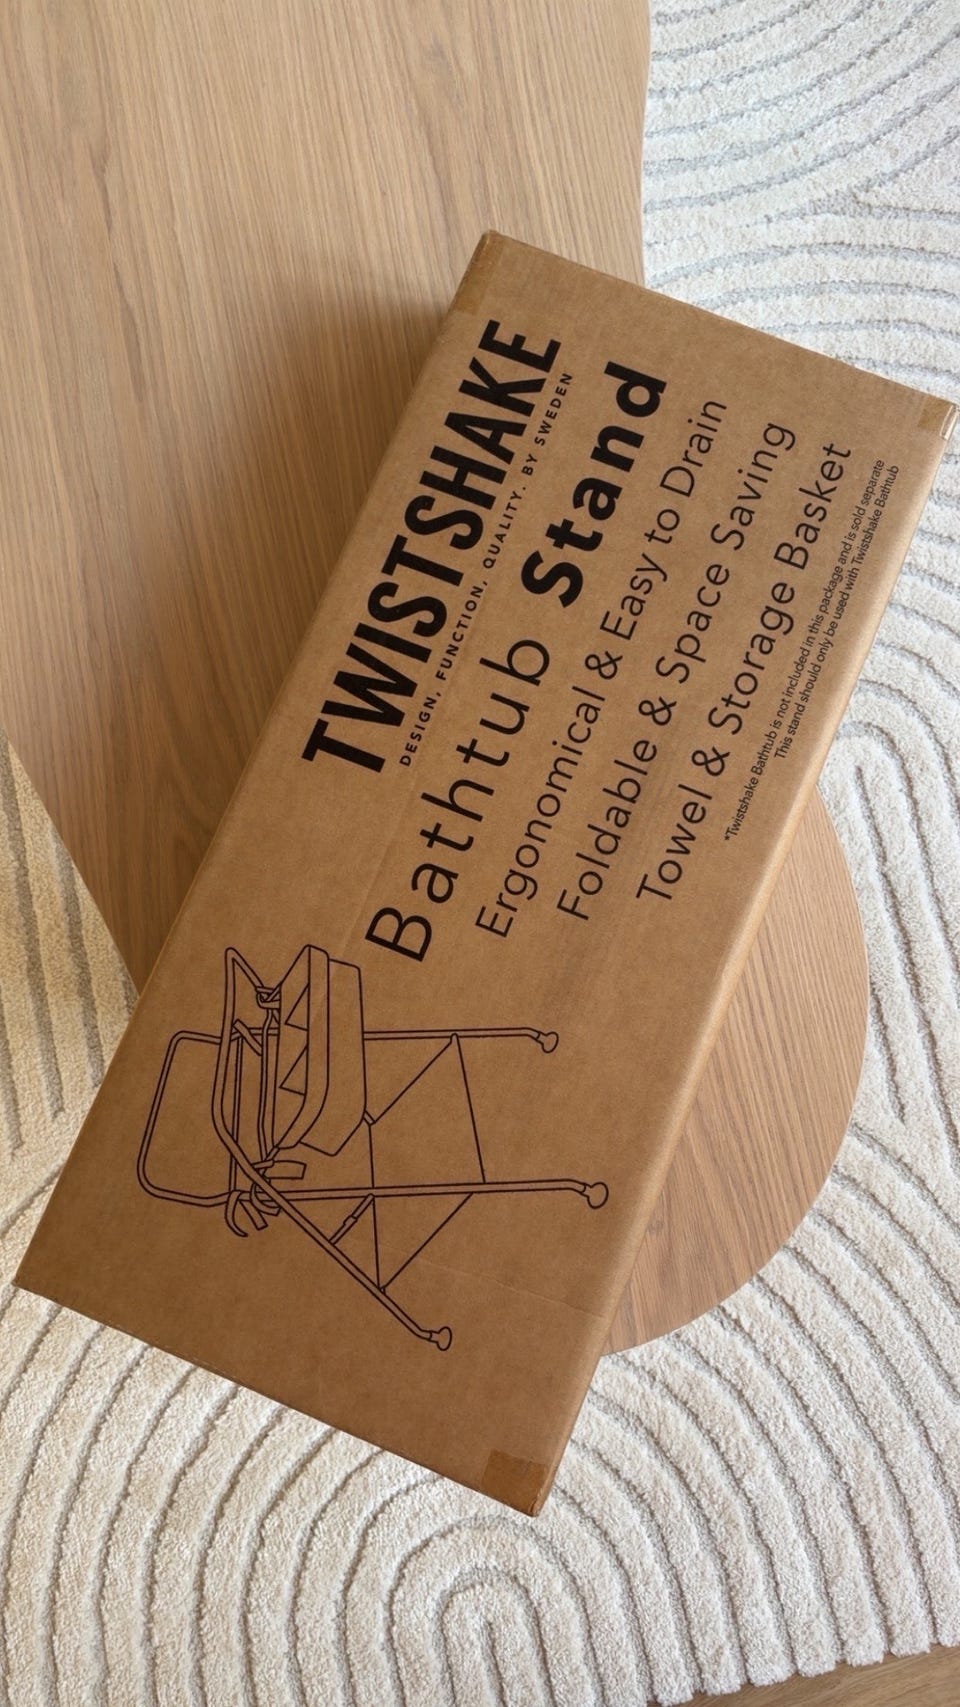 TWISTSHAKE
DESIGN, FUNCTION, QUALITY. BY SWEDEN
Bathtub Stand
Ergonomical & Easy to Drain
Foldable & Space Saving
Towel & Storage Basket
*Twistshake Bathtub is not included in this package and is sold separate
This stand should only be used with Twistshake Bathtub